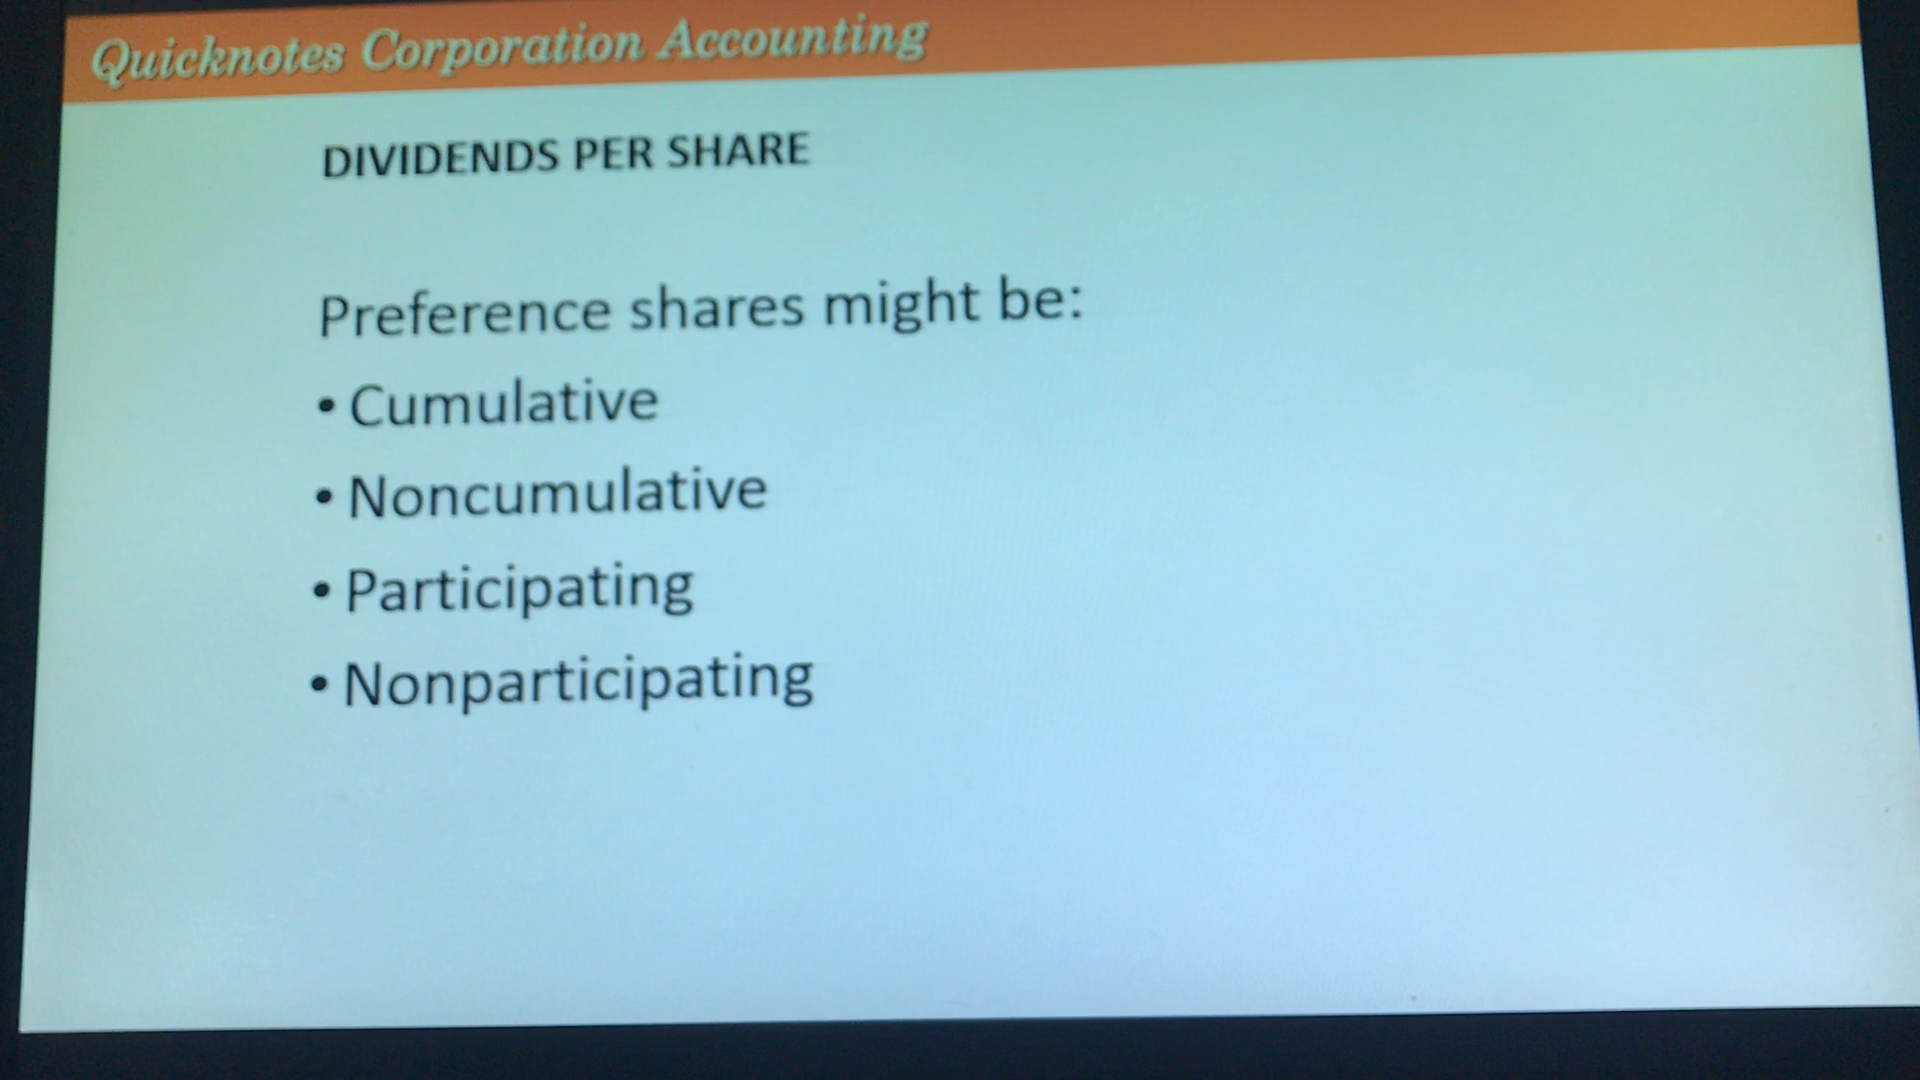 Quicknotes Corporation Accounting
DIVIDENDS PER SHARE
Preference shares might be:
• Cumulative
• Noncumulative
• Participating
• Nonparticipating